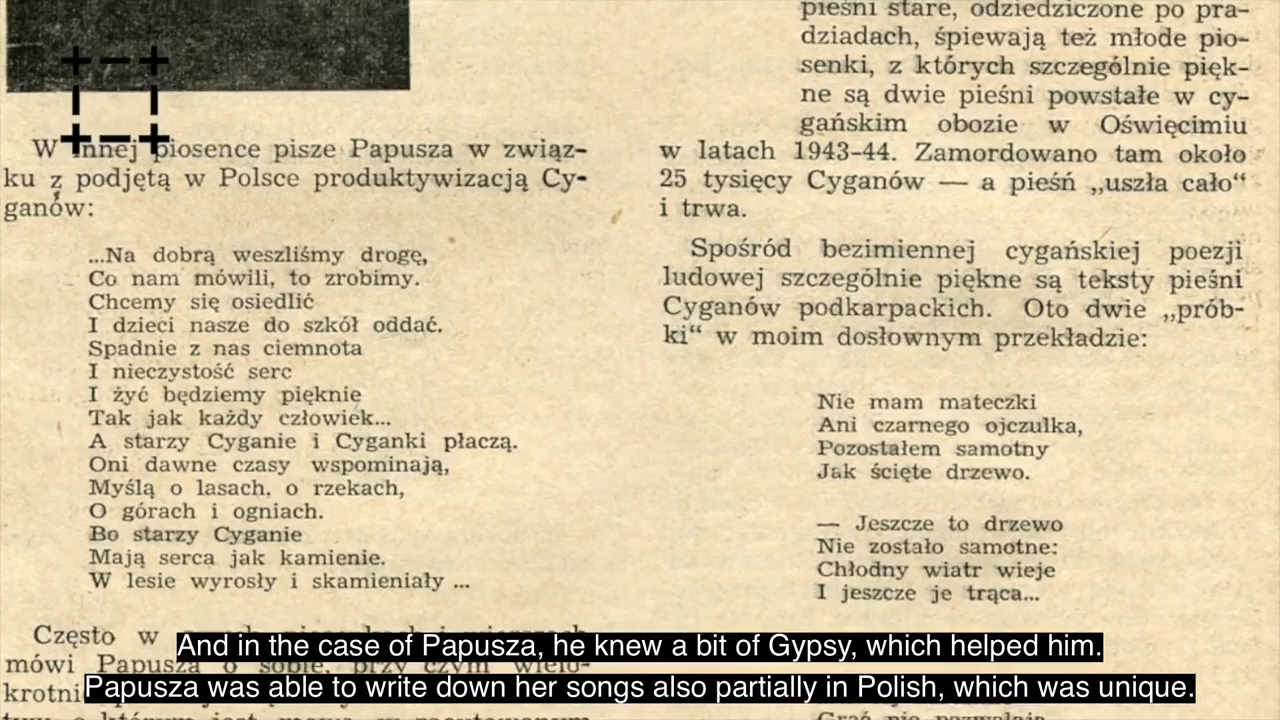 W innej piosence pisze Papusza w związ-
ku z podjętą w Polsce produktywizacją Cy-
ganów:
...Na dobrą weszliśmy drogę,
Co nam mówili, to zrobimy.
Chcemy się osiedlić
I dzieci nasze do szkół oddać.
Spadnie z nas ciemnota
I nieczystość serc
I żyć będziemy pięknie
Tak jak każdy człowiek...
A starzy Cyganie i Cyganki płaczą.
Oni dawne czasy wspominają,
Myślą o lasach, o rzekach,
O górach i ogniach.
Bo starzy Cyganie
Mają serca jak kamienie.
W lesie wyrosły i skamieniały ...
Często w
mówi Papusza o sobie, przy czym wielo-
krotni
pieśni stare, odziedziczone po pra-
dziadach, śpiewają też młode pio-
senki, z których szczególnie pięk-
ne są dwie pieśni powstałe w cy-
gańskim obozie w Oświęcimiu
w latach 1943-44. Zamordowano tam około
25 tysięcy Cyganów — a pieśń „uszła cało“
i trwa.
Spośród bezimiennej cygańskiej poezji
ludowej szczególnie piękne są teksty pieśni
Cyganów podkarpackich. Oto dwie „prób-
ki“ w moim dosłownym przekładzie:
Nie mam mateczki
Ani czarnego ojczulka,
Pozostałem samotny
Jak ścięte drzewo.
— Jeszcze to drzewo
Nie zostało samotne:
Chłodny wiatr wieje
I jeszcze je trąca...
And in the case of Papusza, he knew a bit of Gypsy, which helped him.
Papusza was able to write down her songs also partially in Polish, which was unique.